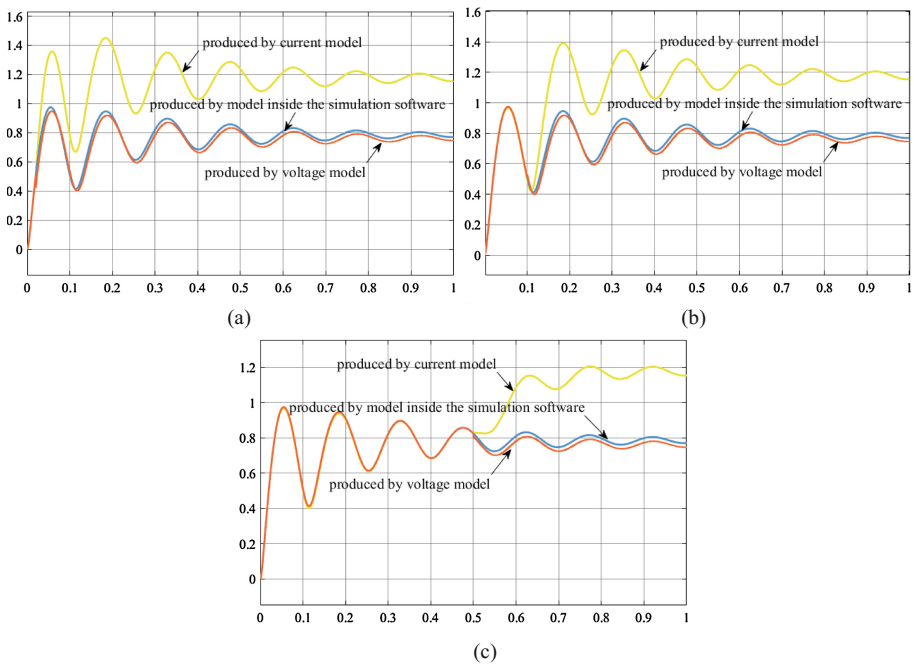 1.6
1.4
1.2
1
0.8
0.6
0.4
0.2
0
produced by current model
produced by model inside the simulation software
produced by voltage model
0 0.1 0.2 0.3 0.4 0.5 0.6 0.7 0.8 0.9 1
(a)
1.6
1.4
1.2
1
0.8
0.6
0.4
0.2
0
produced by current model
produced by model inside the simulation software
produced by voltage model
0.1 0.2 0.3 0.4 0.5 0.6 0.7 0.8 0.9 1
(b)
1.2
1
0.8
0.6
0.4
0.2
0
produced by current model
produced by model inside the simulation software
produced by voltage model
0 0.1 0.2 0.3 0.4 0.5 0.6 0.7 0.8 0.9 1
(c)